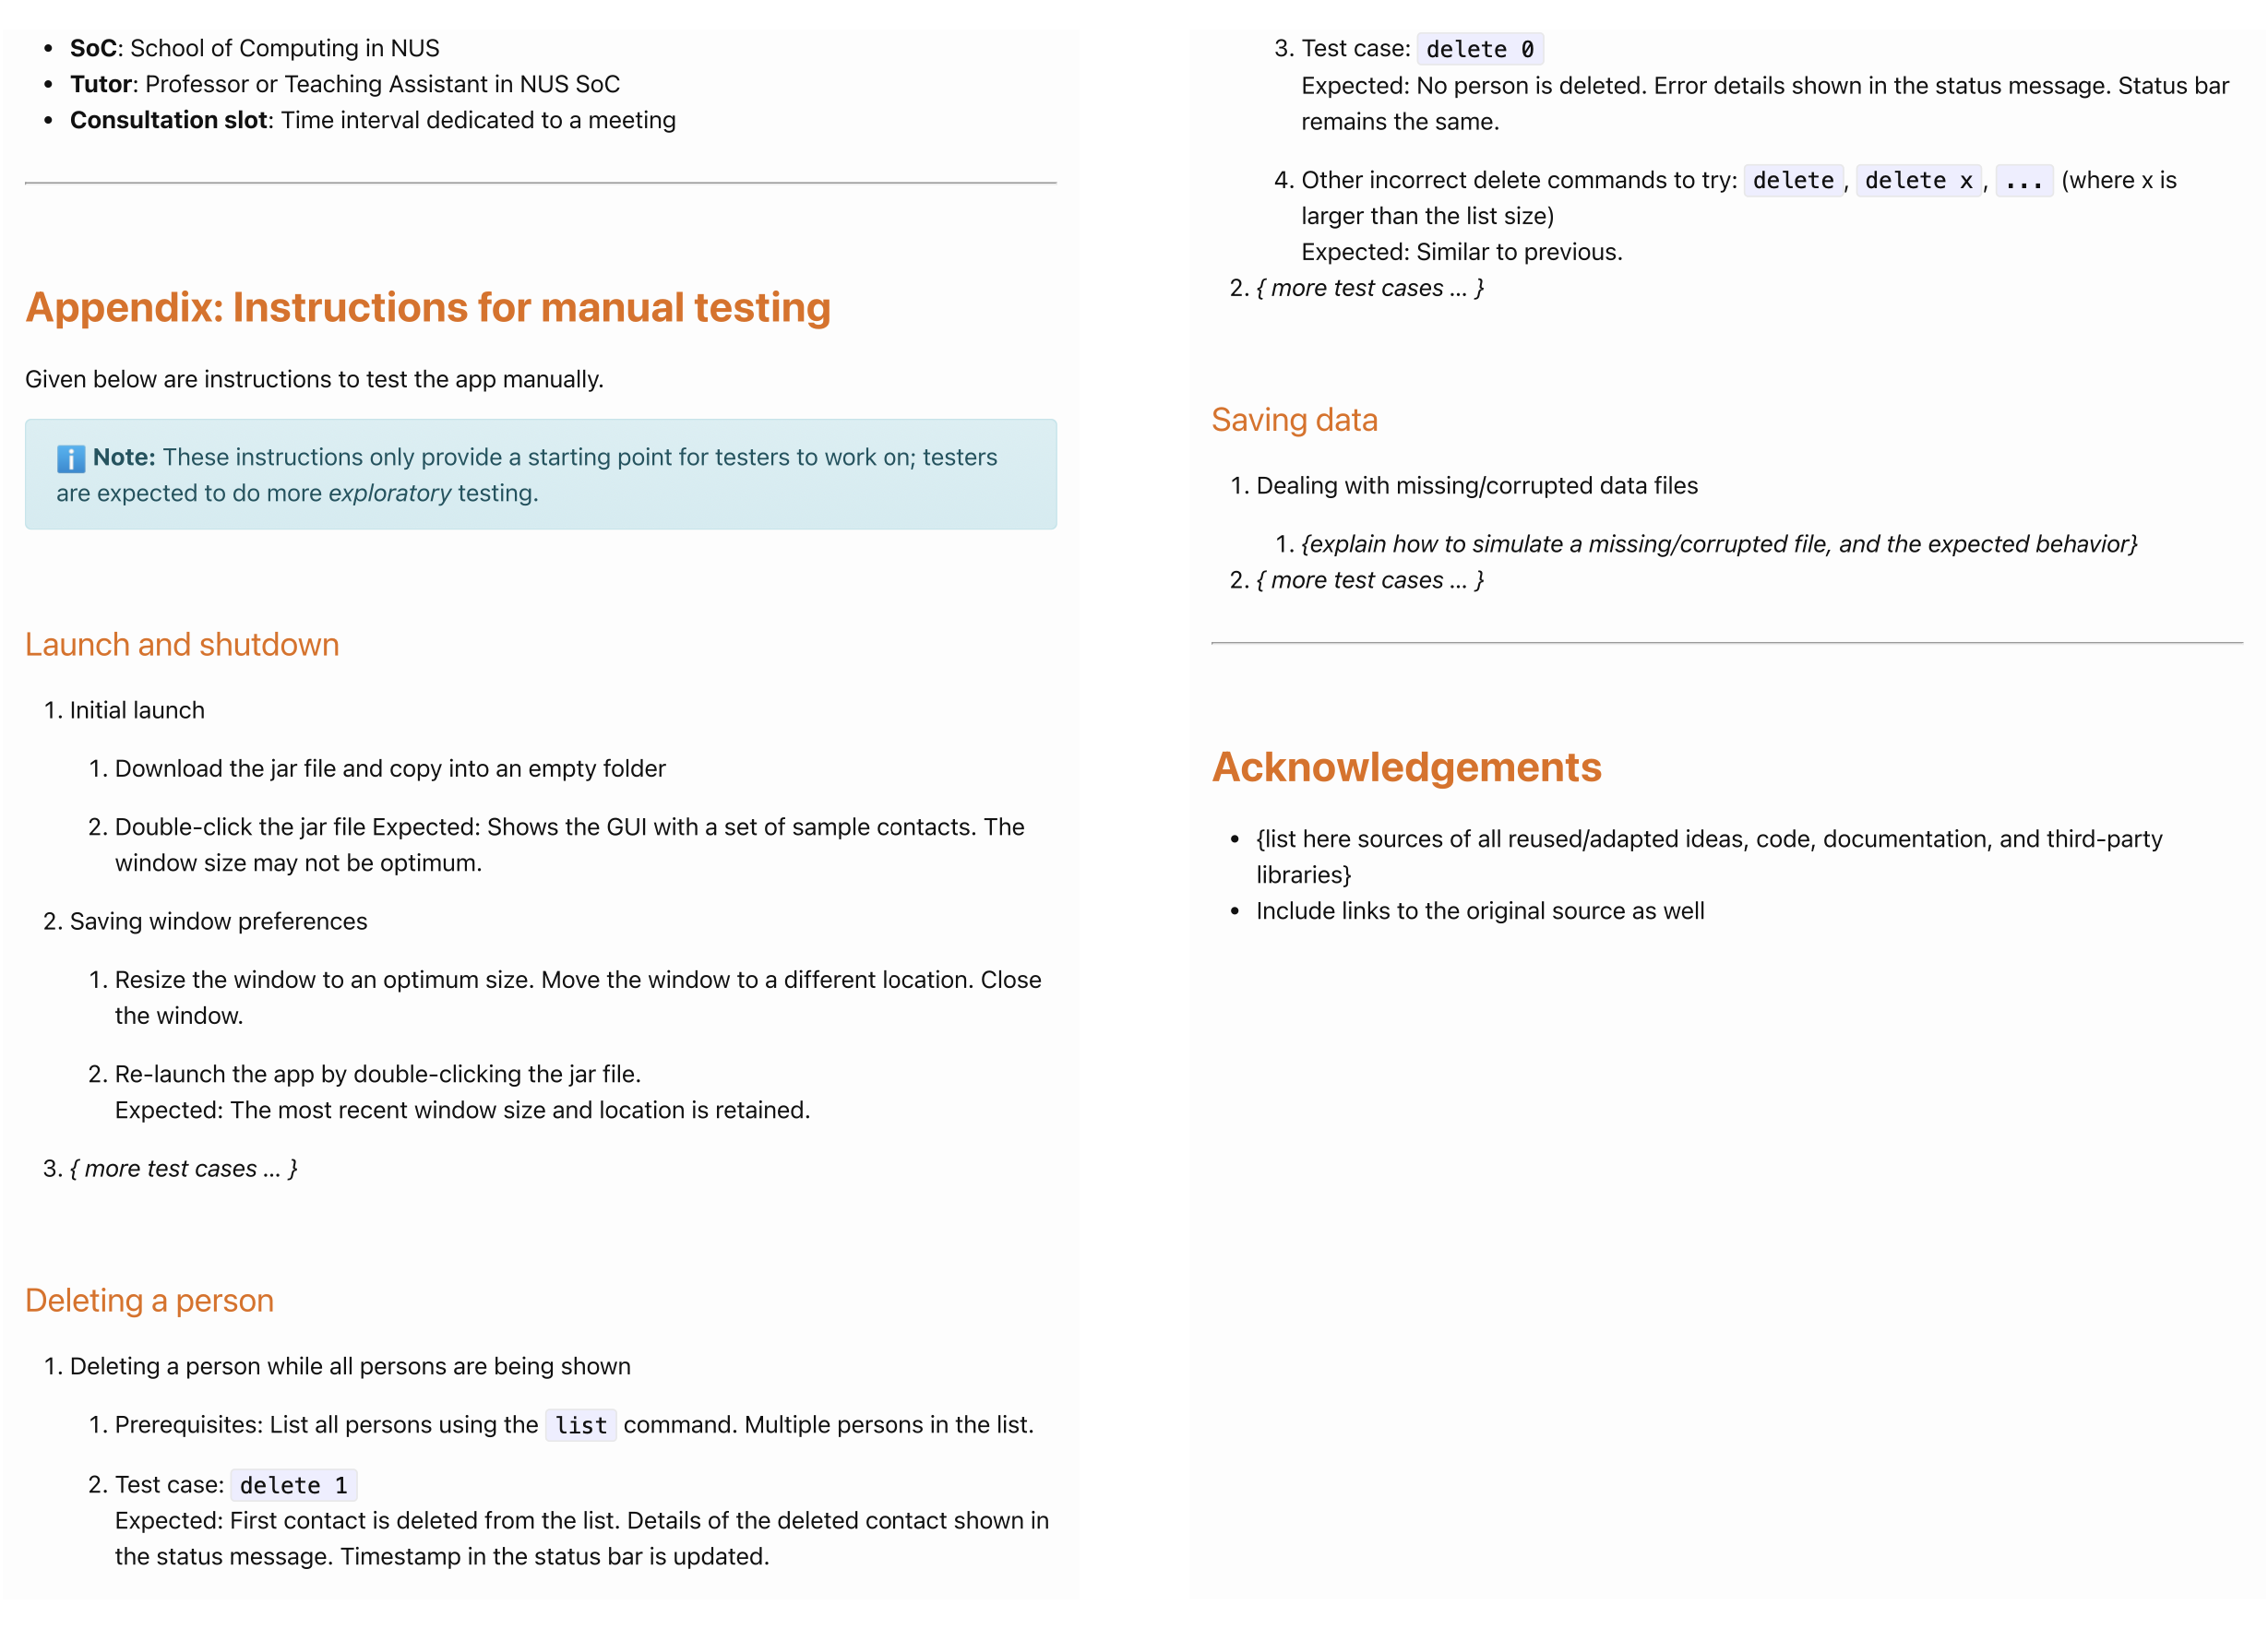 • SoC: School of Computing in NUS
• Tutor: Professor or Teaching Assistant in NUS SoC
• Consultation slot: Time interval dedicated to a meeting
Appendix: Instructions for manual testing
Given below are instructions to test the app manually.
ℹ️ Note: These instructions only provide a starting point for testers to work on; testers
are expected to do more exploratory testing.
Launch and shutdown
1. Initial launch
1. Download the jar file and copy into an empty folder
2. Double-click the jar file Expected: Shows the GUI with a set of sample contacts. The
window size may not be optimum.
2. Saving window preferences
1. Resize the window to an optimum size. Move the window to a different location. Close
the window.
2. Re-launch the app by double-clicking the jar file.
Expected: The most recent window size and location is retained.
3. { more test cases … }
Deleting a person
1. Deleting a person while all persons are being shown
1. Prerequisites: List all persons using the list command. Multiple persons in the list.
2. Test case: delete 1
Expected: First contact is deleted from the list. Details of the deleted contact shown in
the status message. Timestamp in the status bar is updated.
3. Test case: delete 0
Expected: No person is deleted. Error details shown in the status message. Status bar
remains the same.
4. Other incorrect delete commands to try: delete, delete x, ... (where x is
larger than the list size)
Expected: Similar to previous.
2. { more test cases … }
Saving data
1. Dealing with missing/corrupted data files
1. {explain how to simulate a missing/corrupted file, and the expected behavior}
2. { more test cases … }
Acknowledgements
• {list here sources of all reused/adapted ideas, code, documentation, and third-party
libraries}
• Include links to the original source as well